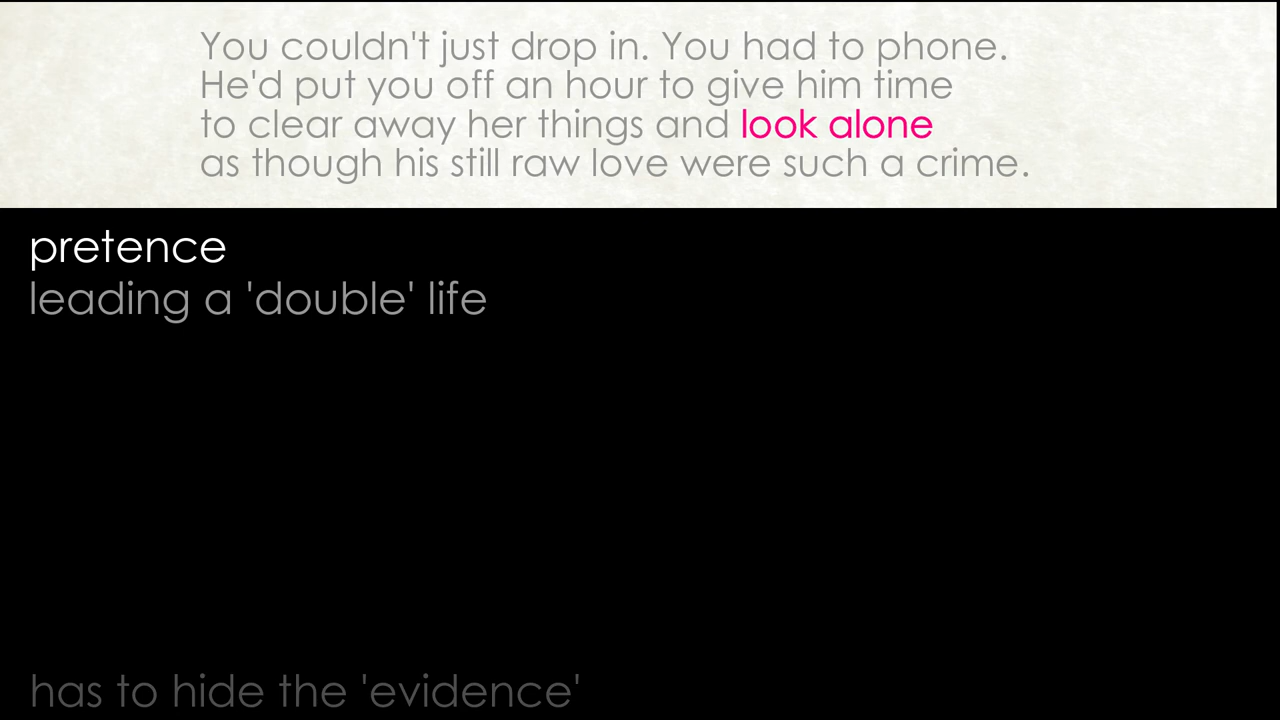 You couldn't just drop in. You had to phone.
He'd put you off an hour to give him time
to clear away her things and look alone
as though his still raw love were such a crime.
pretence
leading a 'double' life
has to hide the 'evidence'